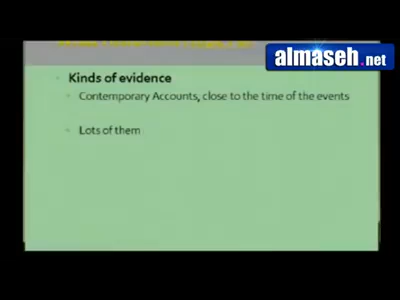 almaseh.net
Kinds of evidence
Contemporary Accounts, close to the time of the events
Lots of them